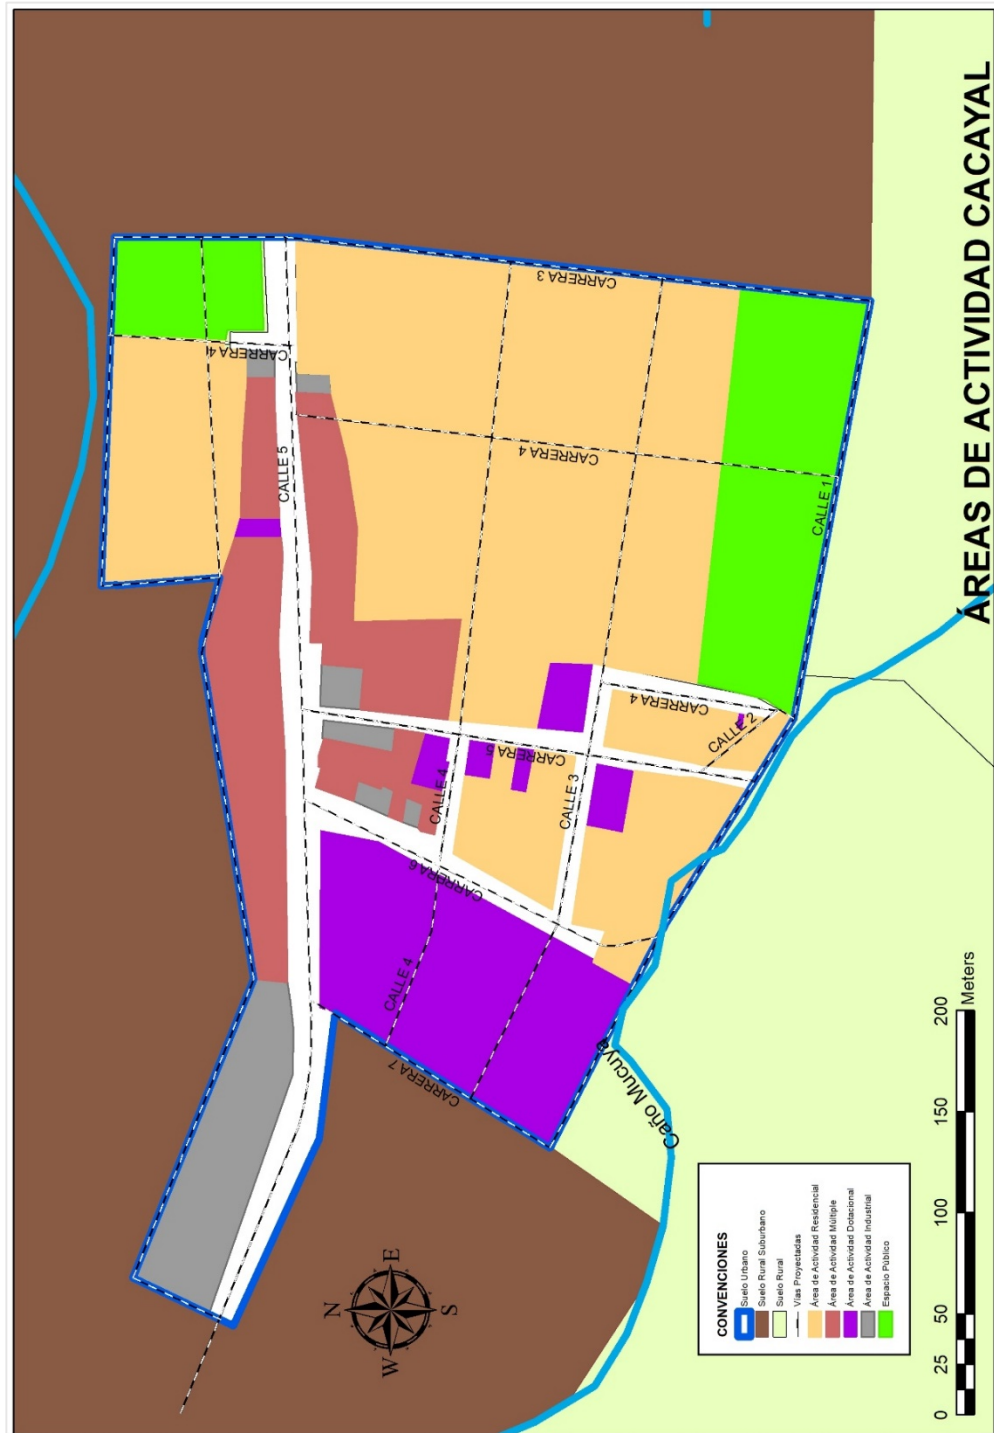 ÁREAS DE ACTIVIDAD CACAYAL
CARRERA 3
CARRERA 4
CALLE 5
CARRERA 4
CALLE 1
CARRERA 4
CALLE 2
CARRERA 5
CALLE 4
CALLE 3
CARRERA 6
CALLE 4
CARRERA 7
Caño Mucuya
N
E
S
W
CONVENCIONES
Suelo Urbano
Suelo Rural Suburbano
Suelo Rural
Vías Proyectadas
Área de Actividad Residencial
Área de Actividad Múltiple
Área de Actividad Dotacional
Área de Actividad Industrial
Espacio Público
0 25 50 100 150 200
Meters